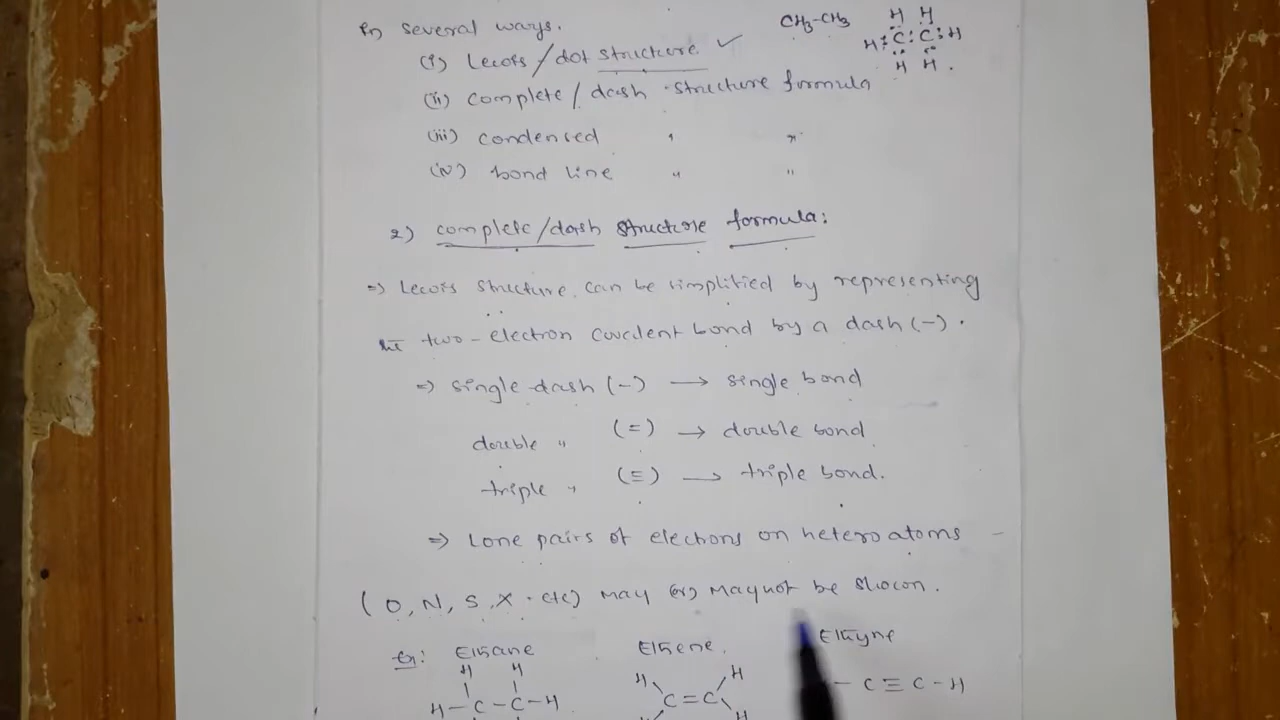 In several ways.
CH3-CH3
H H
H : C : C : H
H H .
(i) Lewis / dot structure ✓
(ii) complete / dash structure formula
(iii) condensed " "
(iv) bond line " "
2) complete/dash structure formula:
⇒ Lewis structure can be simplified by representing
the two-electron covalent bond by a dash (-).
⇒ single dash (-) → single bond
double " (=) → double bond
triple " (≡) → triple bond.
⇒ Lone pairs of electrons on hetero atoms
(O, N, S, X. etc) may (or) may not be shown.
Ex: Ethane Ethene Ethyne
H H
H-C-C-H
H H
C=C
H
- C≡C-H